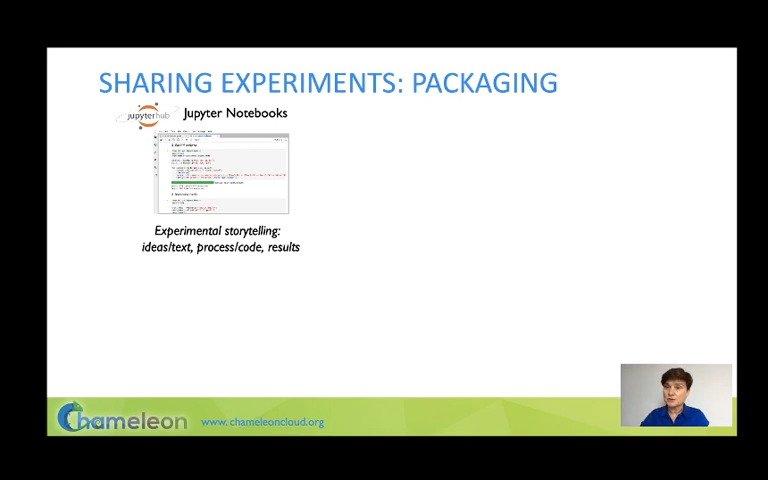 SHARING EXPERIMENTS: PACKAGING
jupyterhub
Jupyter Notebooks
Experimental storytelling:
ideas/text, process/code, results
Chameleon
www.chameleoncloud.org